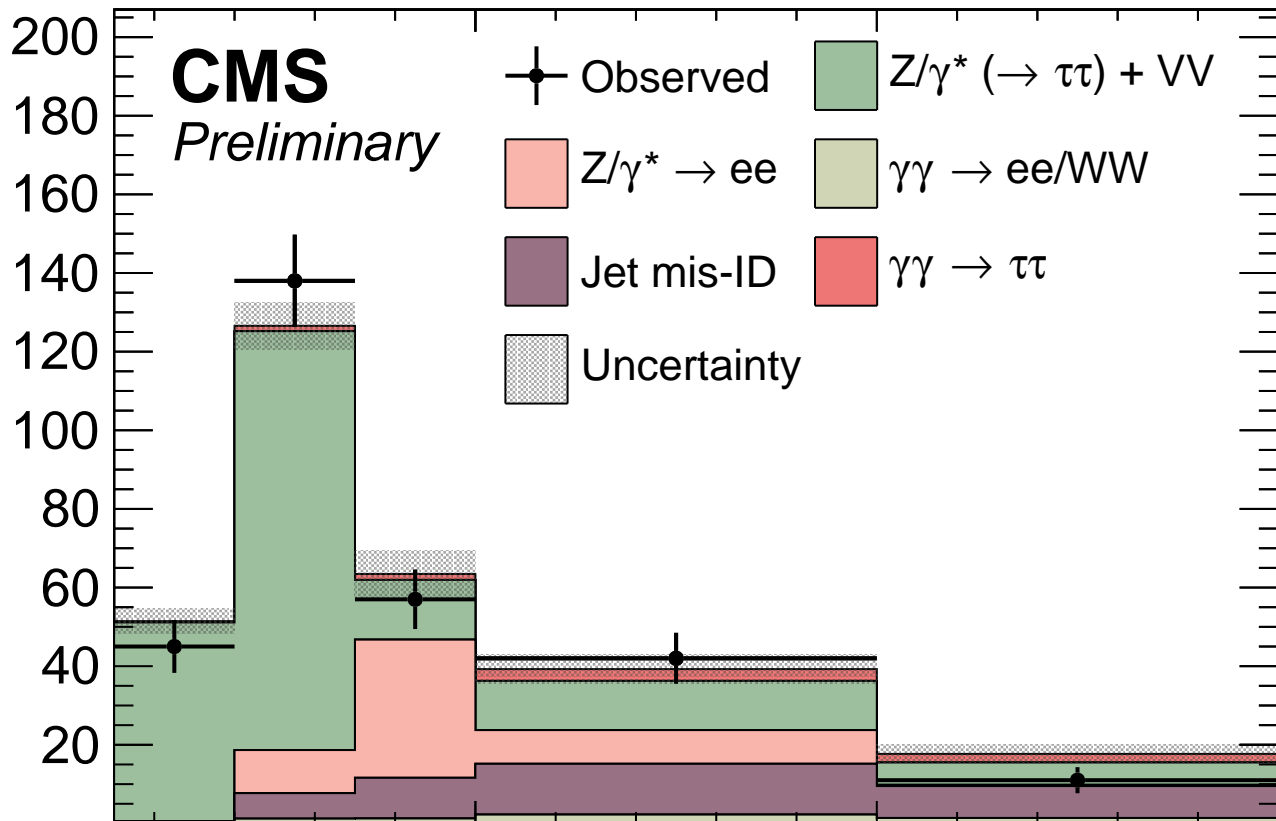 200
180
160
140
120
100
80
60
40
20
CMS
Preliminary
Observed
Z/γ* → ee
Jet mis-ID
Uncertainty
Z/γ* (→ ττ) + VV
γγ → ee/WW
γγ → ττ